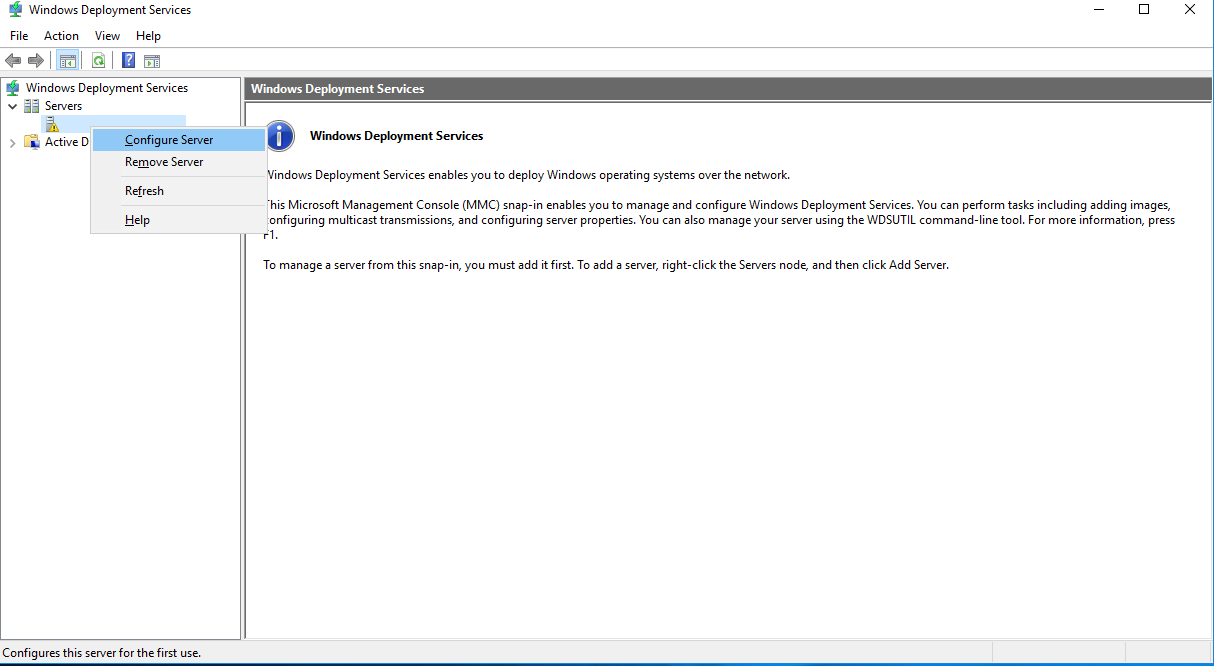 Windows Deployment Services
File Action View Help
Windows Deployment Services
Servers
Active D
Configure Server
Remove Server
Refresh
Help
Windows Deployment Services
Windows Deployment Services
Windows Deployment Services enables you to deploy Windows operating systems over the network.
This Microsoft Management Console (MMC) snap-in enables you to manage and configure Windows Deployment Services. You can perform tasks including adding images,
configuring multicast transmissions, and configuring server properties. You can also manage your server using the WDSUTIL command-line tool. For more information, press
F1.
To manage a server from this snap-in, you must add it first. To add a server, right-click the Servers node, and then click Add Server.
Configures this server for the first use.